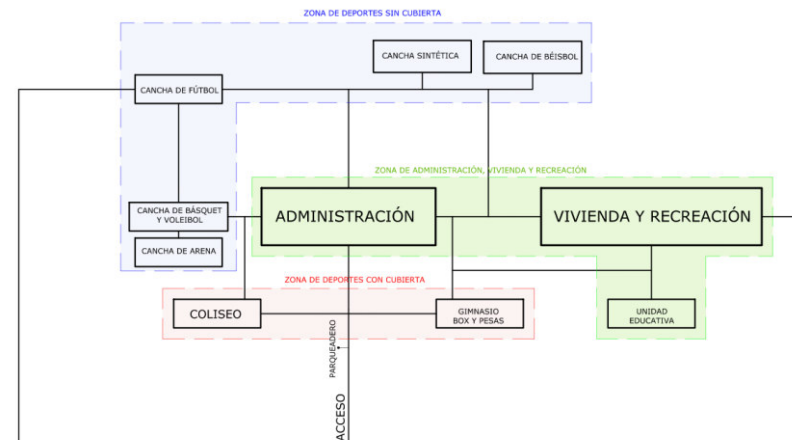 ZONA DE DEPORTES SIN CUBIERTA
CANCHA SINTÉTICA
CANCHA DE BÉISBOL
CANCHA DE FÚTBOL
ZONA DE ADMINISTRACIÓN, VIVIENDA Y RECREACIÓN
CANCHA DE BÁSQUET
Y VOLEIBOL
ADMINISTRACIÓN
VIVIENDA Y RECREACIÓN
CANCHA DE ARENA
ZONA DE DEPORTES CON CUBIERTA
COLISEO
GIMNASIO
BOX Y PESAS
UNIDAD
EDUCATIVA
PARQUEADERO
ACCESO